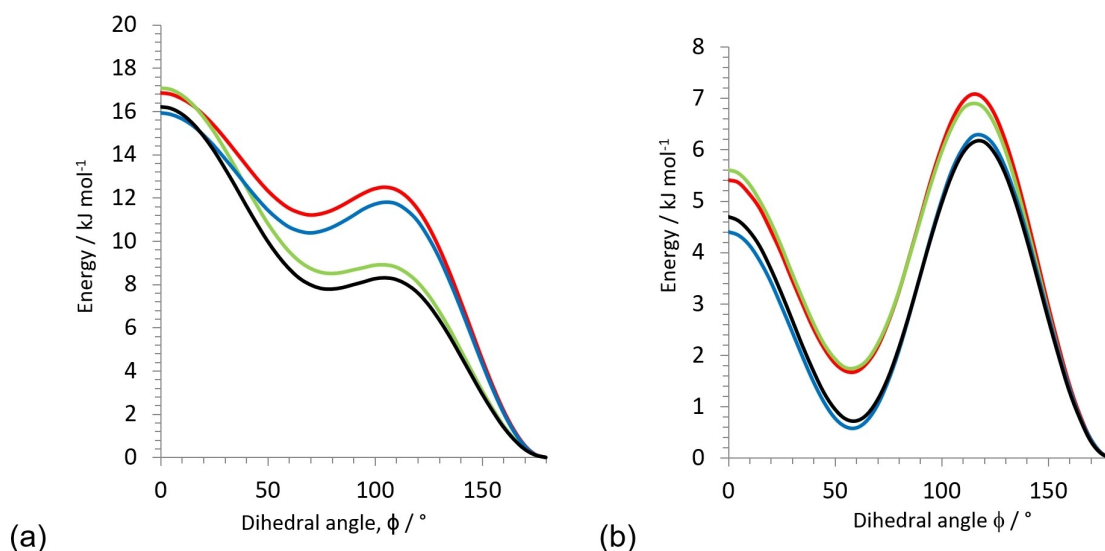 20
18
16
14
12
10
8
6
4
2
0
Energy / kJ mol-1
0 50 100 150
Dihedral angle, ϕ / °
(a)
8
7
6
5
4
3
2
1
0
Energy / kJ mol-1
0 50 100 150
Dihedral angle ϕ / °
(b)